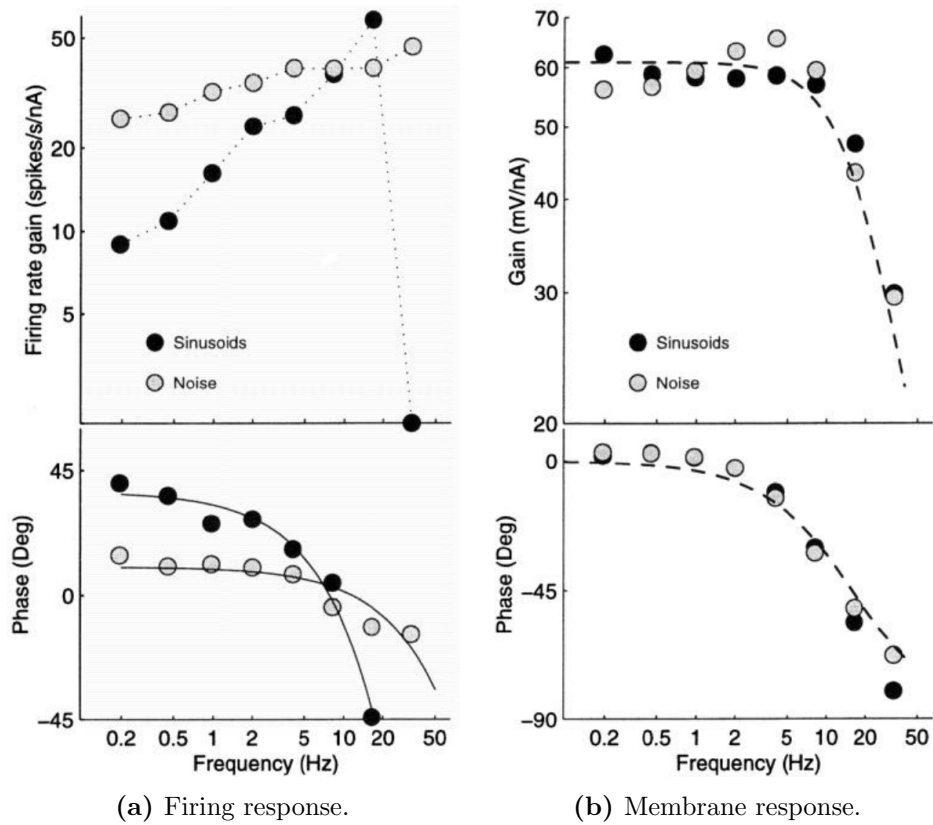 Firing rate gain (spikes/s/nA)
50
20
10
5
Sinusoids
Noise
Phase (Deg)
45
0
−45
0.2 0.5 1 2 5 10 20 50
Frequency (Hz)
(a) Firing response.
Gain (mV/nA)
70
60
50
30
20
Sinusoids
Noise
Phase (Deg)
0
−45
−90
0.2 0.5 1 2 5 10 20 50
Frequency (Hz)
(b) Membrane response.